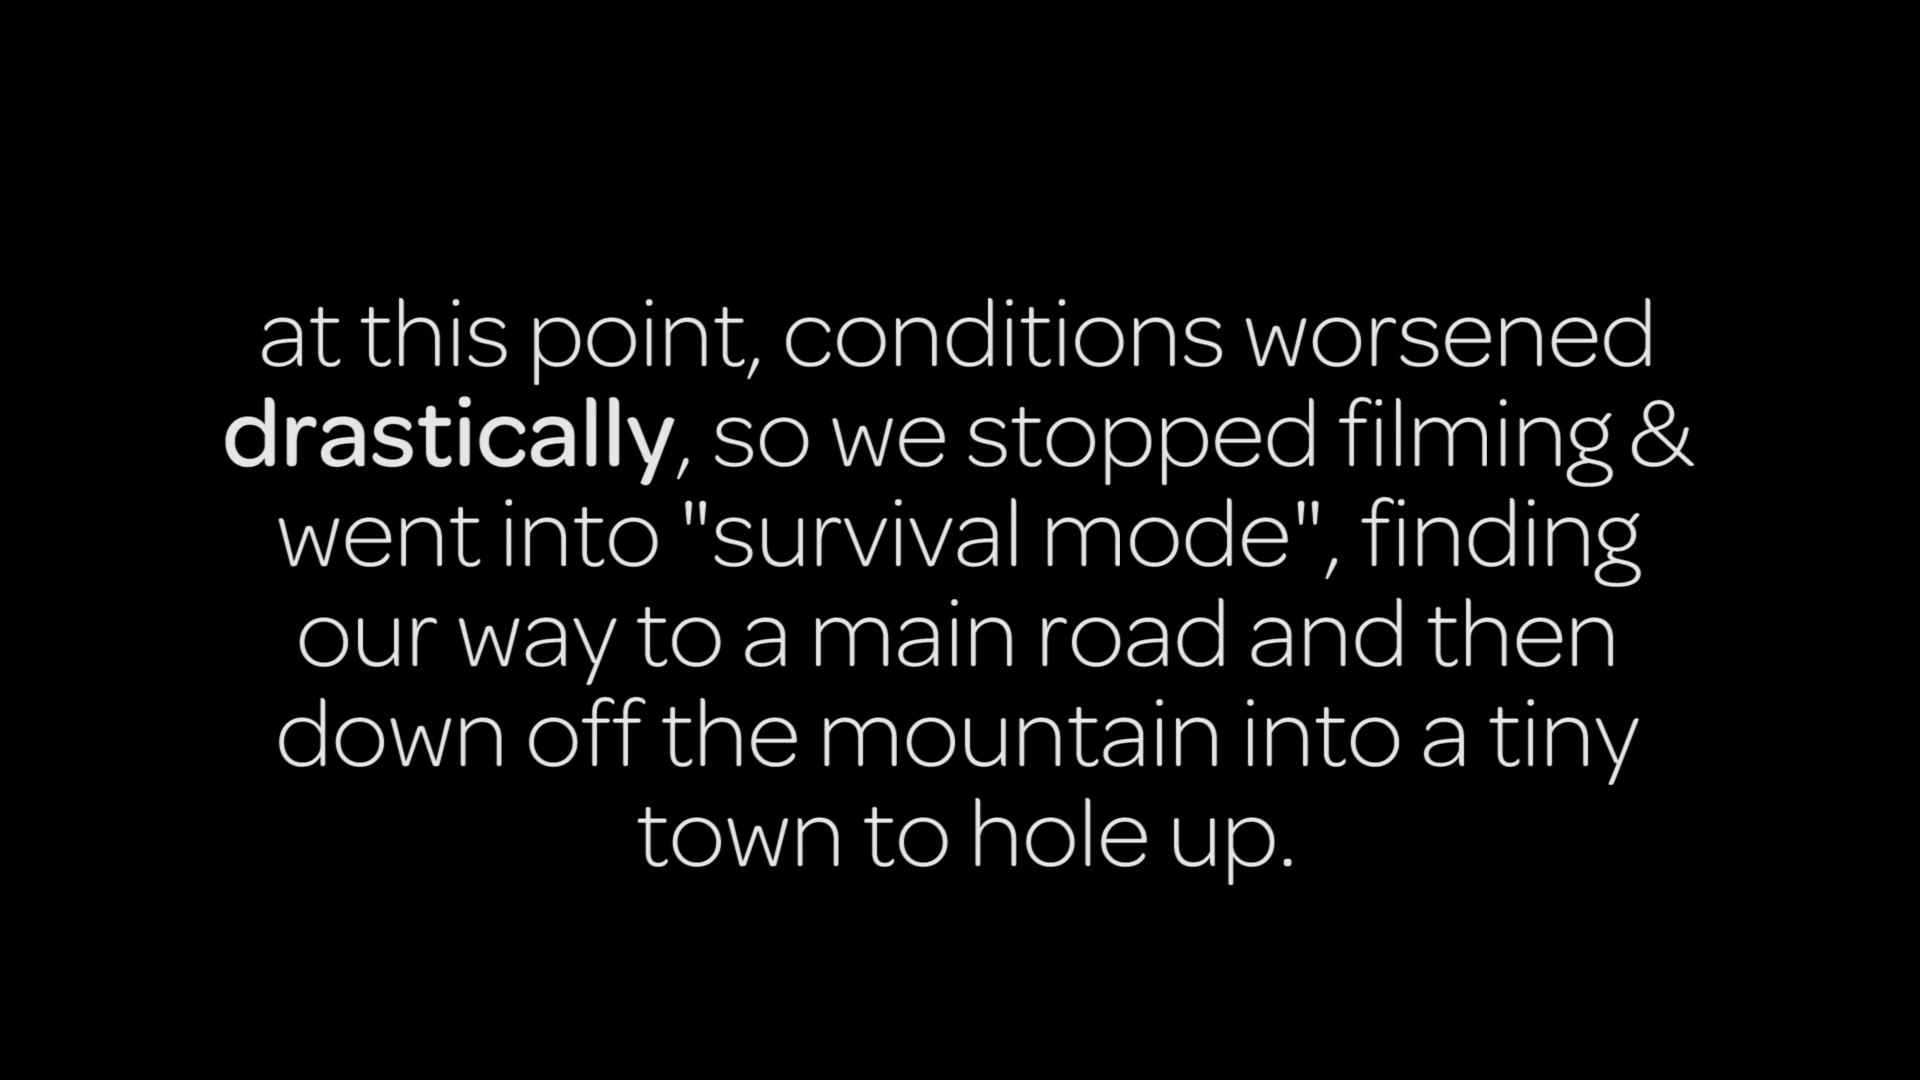 at this point, conditions worsened
drastically, so we stopped filming &
went into "survival mode", finding
our way to a main road and then
down off the mountain into a tiny
town to hole up.